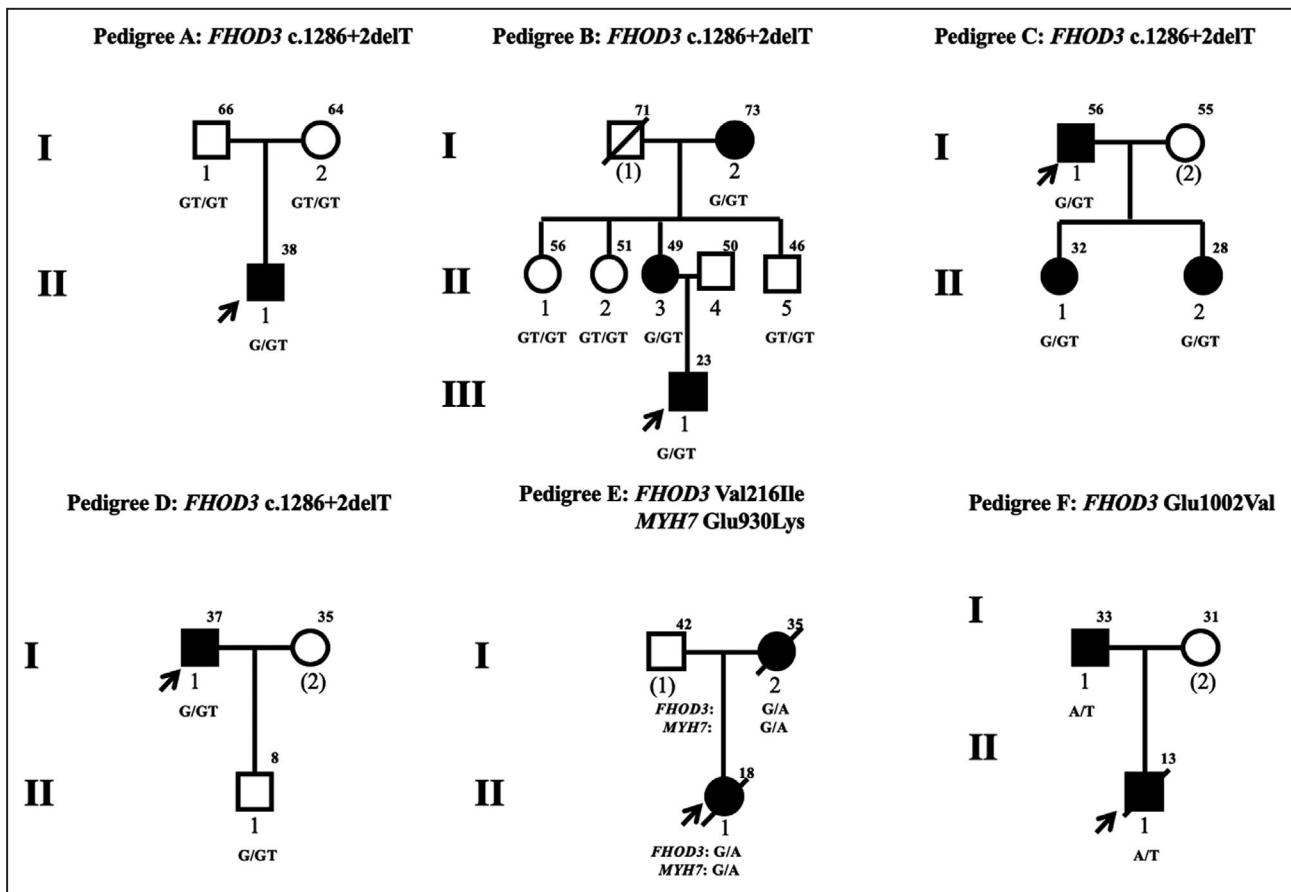 Pedigree A: FHOD3 c.1286+2delT
I
66
64
1
2
GT/GT
GT/GT
II
38
1
G/GT
Pedigree B: FHOD3 c.1286+2delT
I
71
73
(1)
2
G/GT
II
56
51
49
50
46
1
2
3
4
5
GT/GT
GT/GT
G/GT
GT/GT
III
23
1
G/GT
Pedigree C: FHOD3 c.1286+2delT
I
56
55
1
(2)
G/GT
II
32
28
1
2
G/GT
G/GT
Pedigree D: FHOD3 c.1286+2delT
I
37
35
1
(2)
G/GT
II
8
1
G/GT
Pedigree E: FHOD3 Val216Ile
MYH7 Glu930Lys
I
42
35
(1)
2
FHOD3: G/A
MYH7: G/A
II
18
1
FHOD3: G/A
MYH7: G/A
Pedigree F: FHOD3 Glu1002Val
I
33
31
1
(2)
A/T
II
13
1
A/T